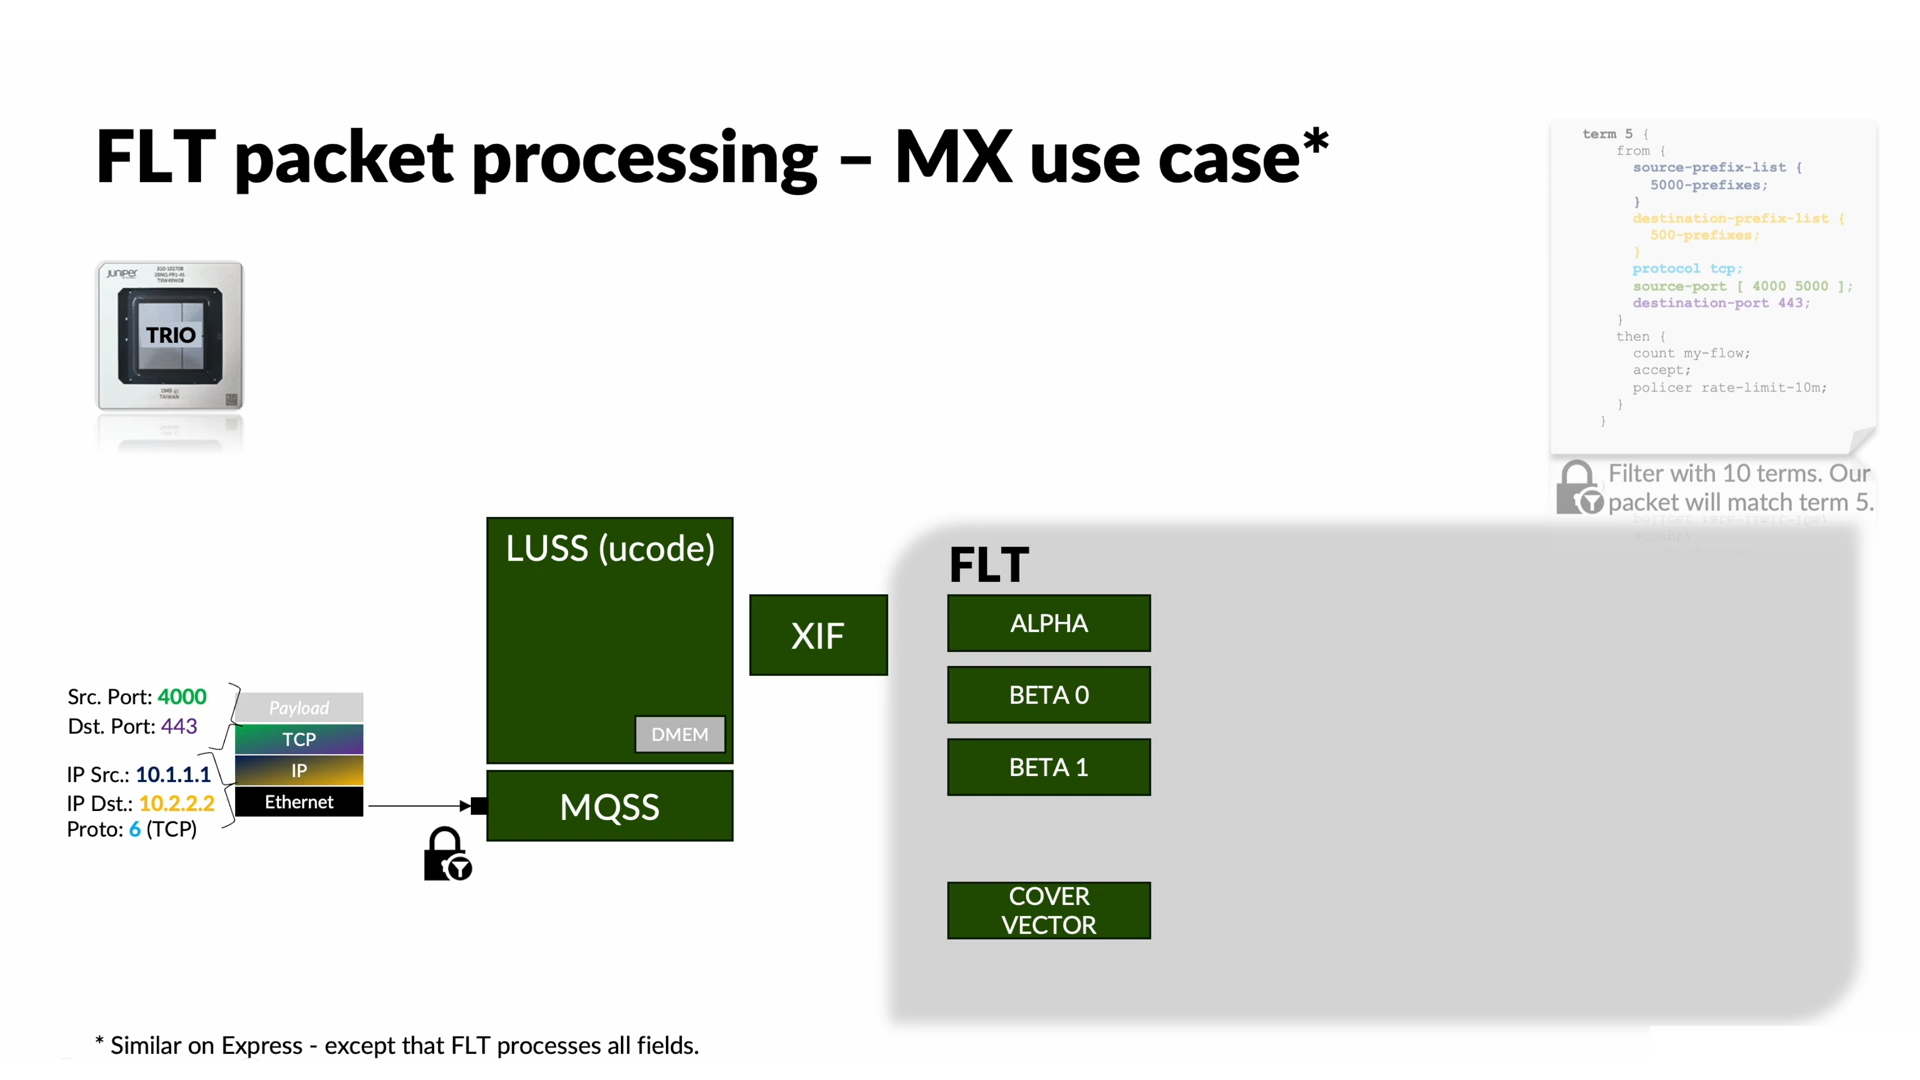 FLT packet processing – MX use case*
term 5 {
from {
source-prefix-list {
5000-prefixes;
}
destination-prefix-list {
500-prefixes;
}
protocol tcp;
source-port [ 4000 5000 ];
destination-port 443;
}
then {
count my-flow;
accept;
policer rate-limit-10m;
}
}
Filter with 10 terms. Our
packet will match term 5.
JUNIPER
TRIO
TAIWAN
LUSS (ucode)
DMEM
MQSS
XIF
FLT
ALPHA
BETA 0
BETA 1
COVER
VECTOR
Src. Port: 4000
Dst. Port: 443
IP Src.: 10.1.1.1
IP Dst.: 10.2.2.2
Proto: 6 (TCP)
Payload
TCP
IP
Ethernet
* Similar on Express - except that FLT processes all fields.